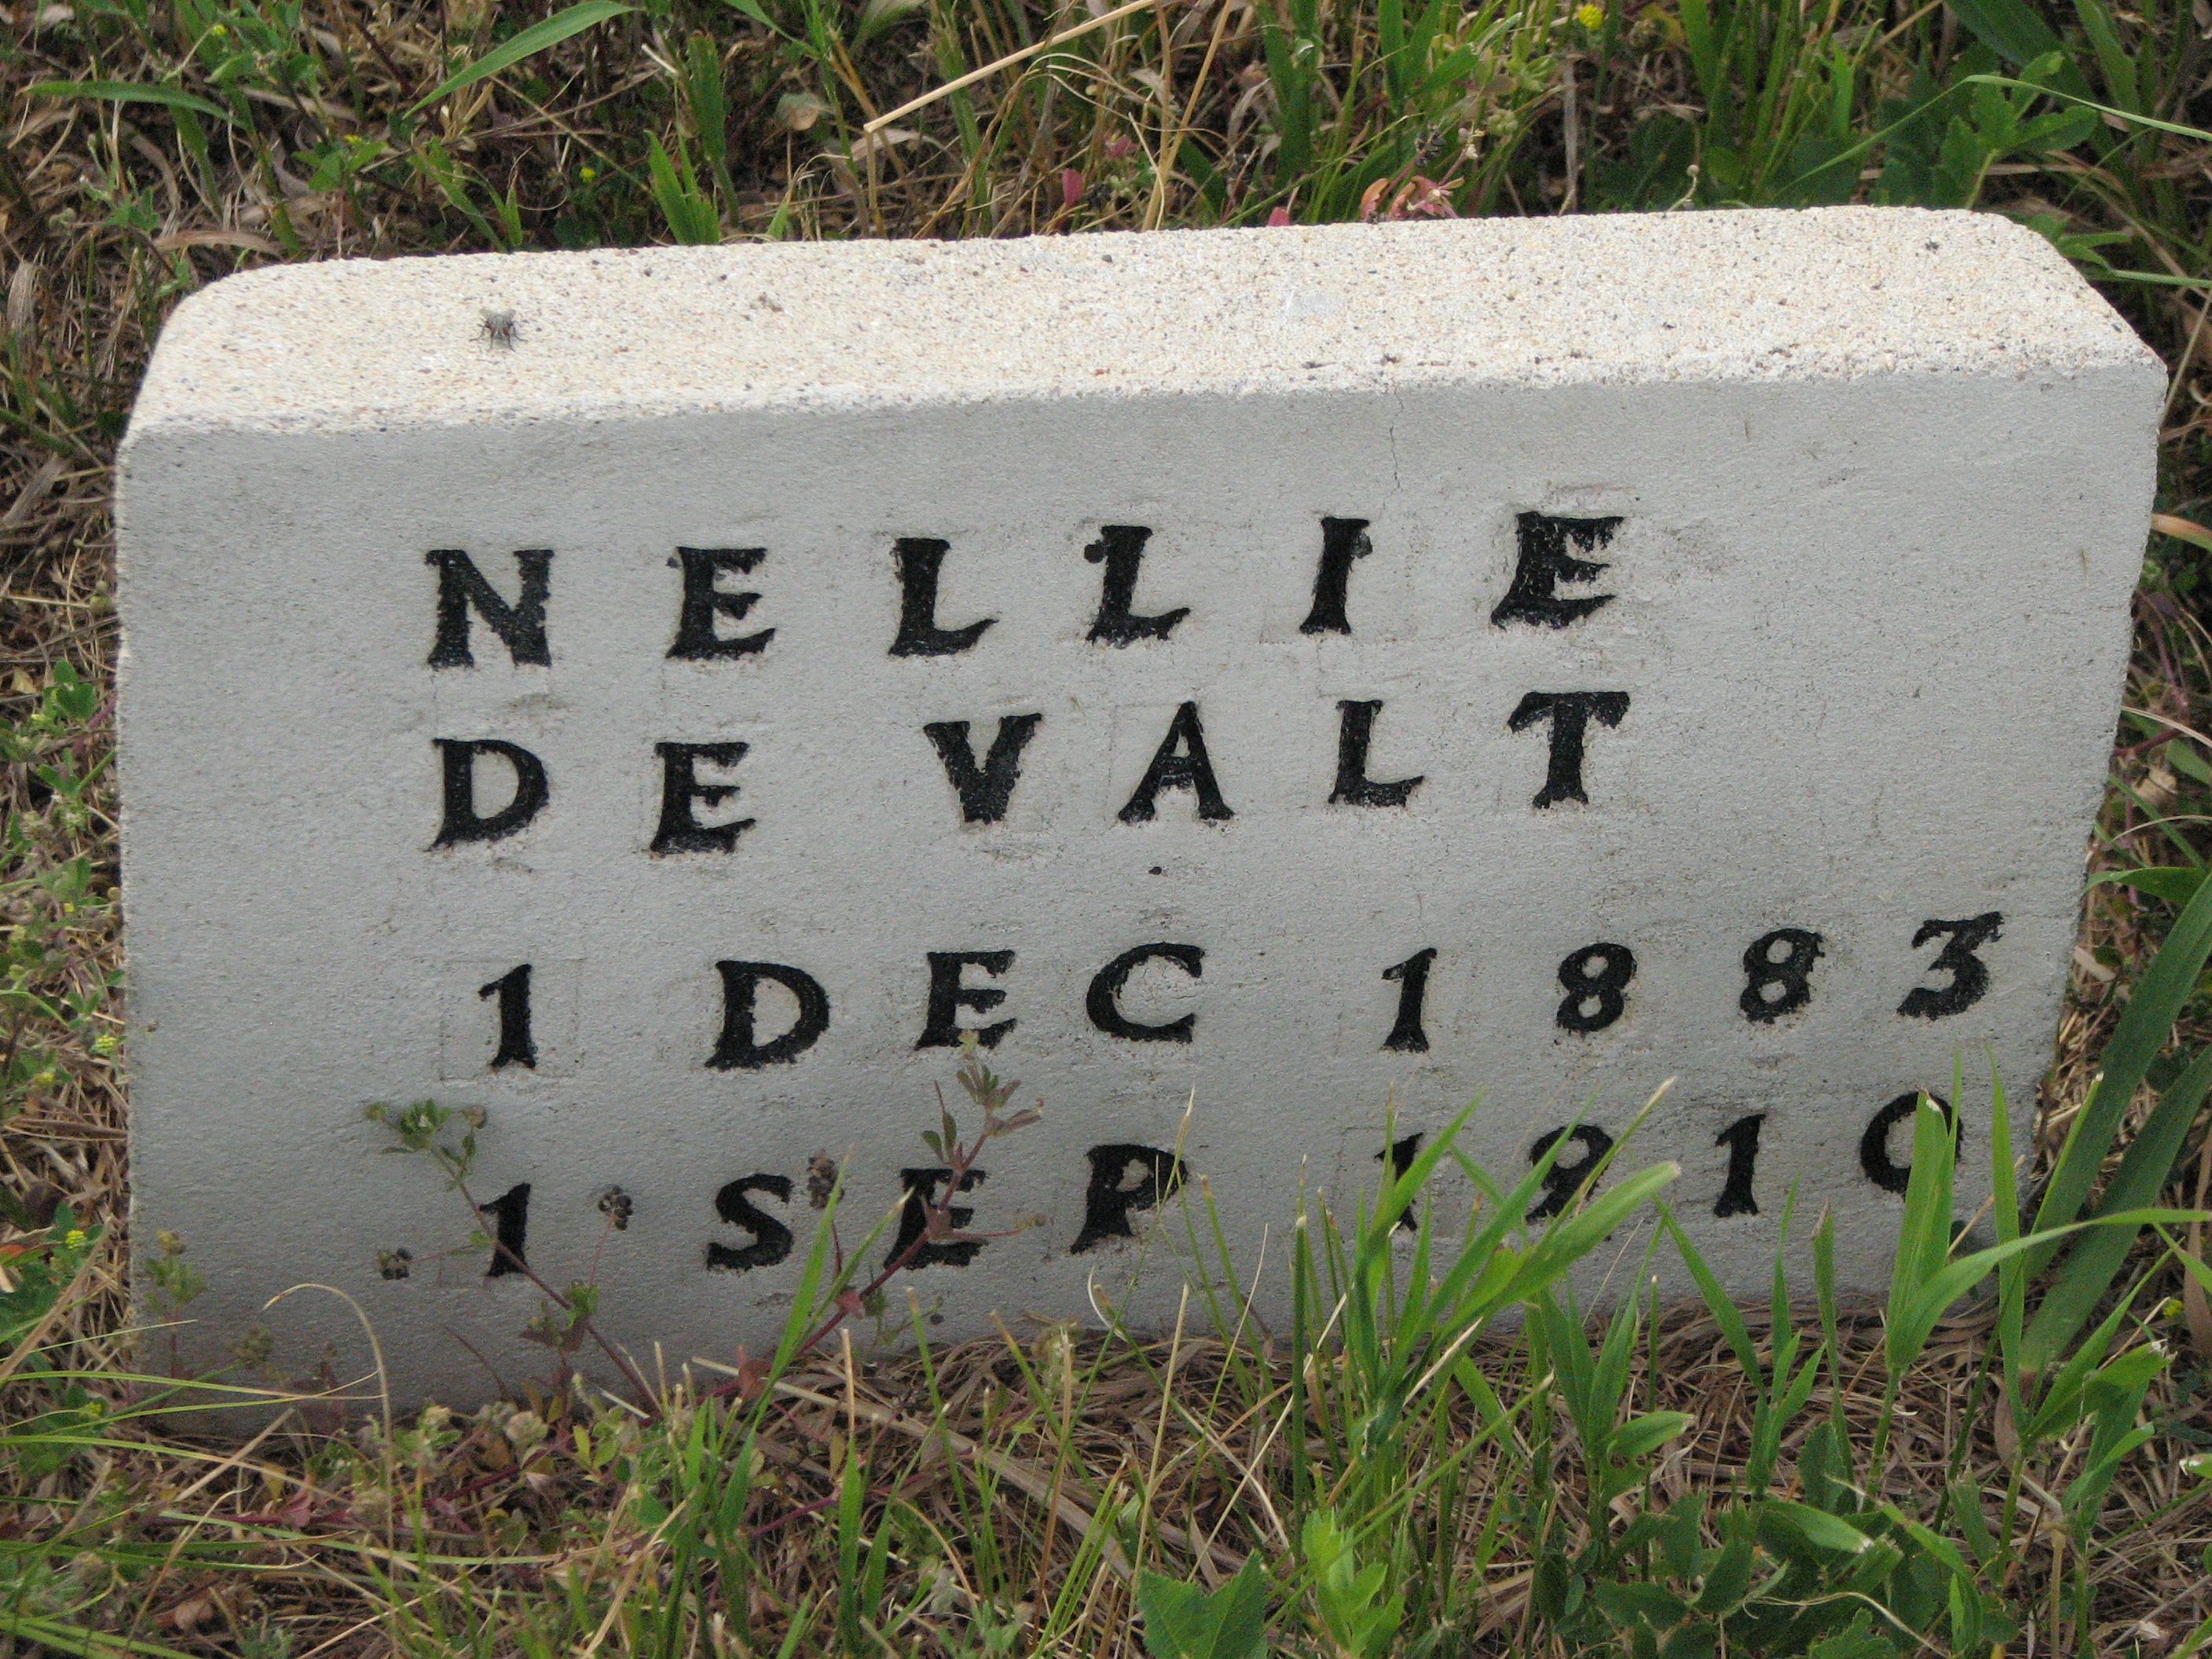 NELLIE
DE VALT
1 DEC 1883
1 SEP 1910